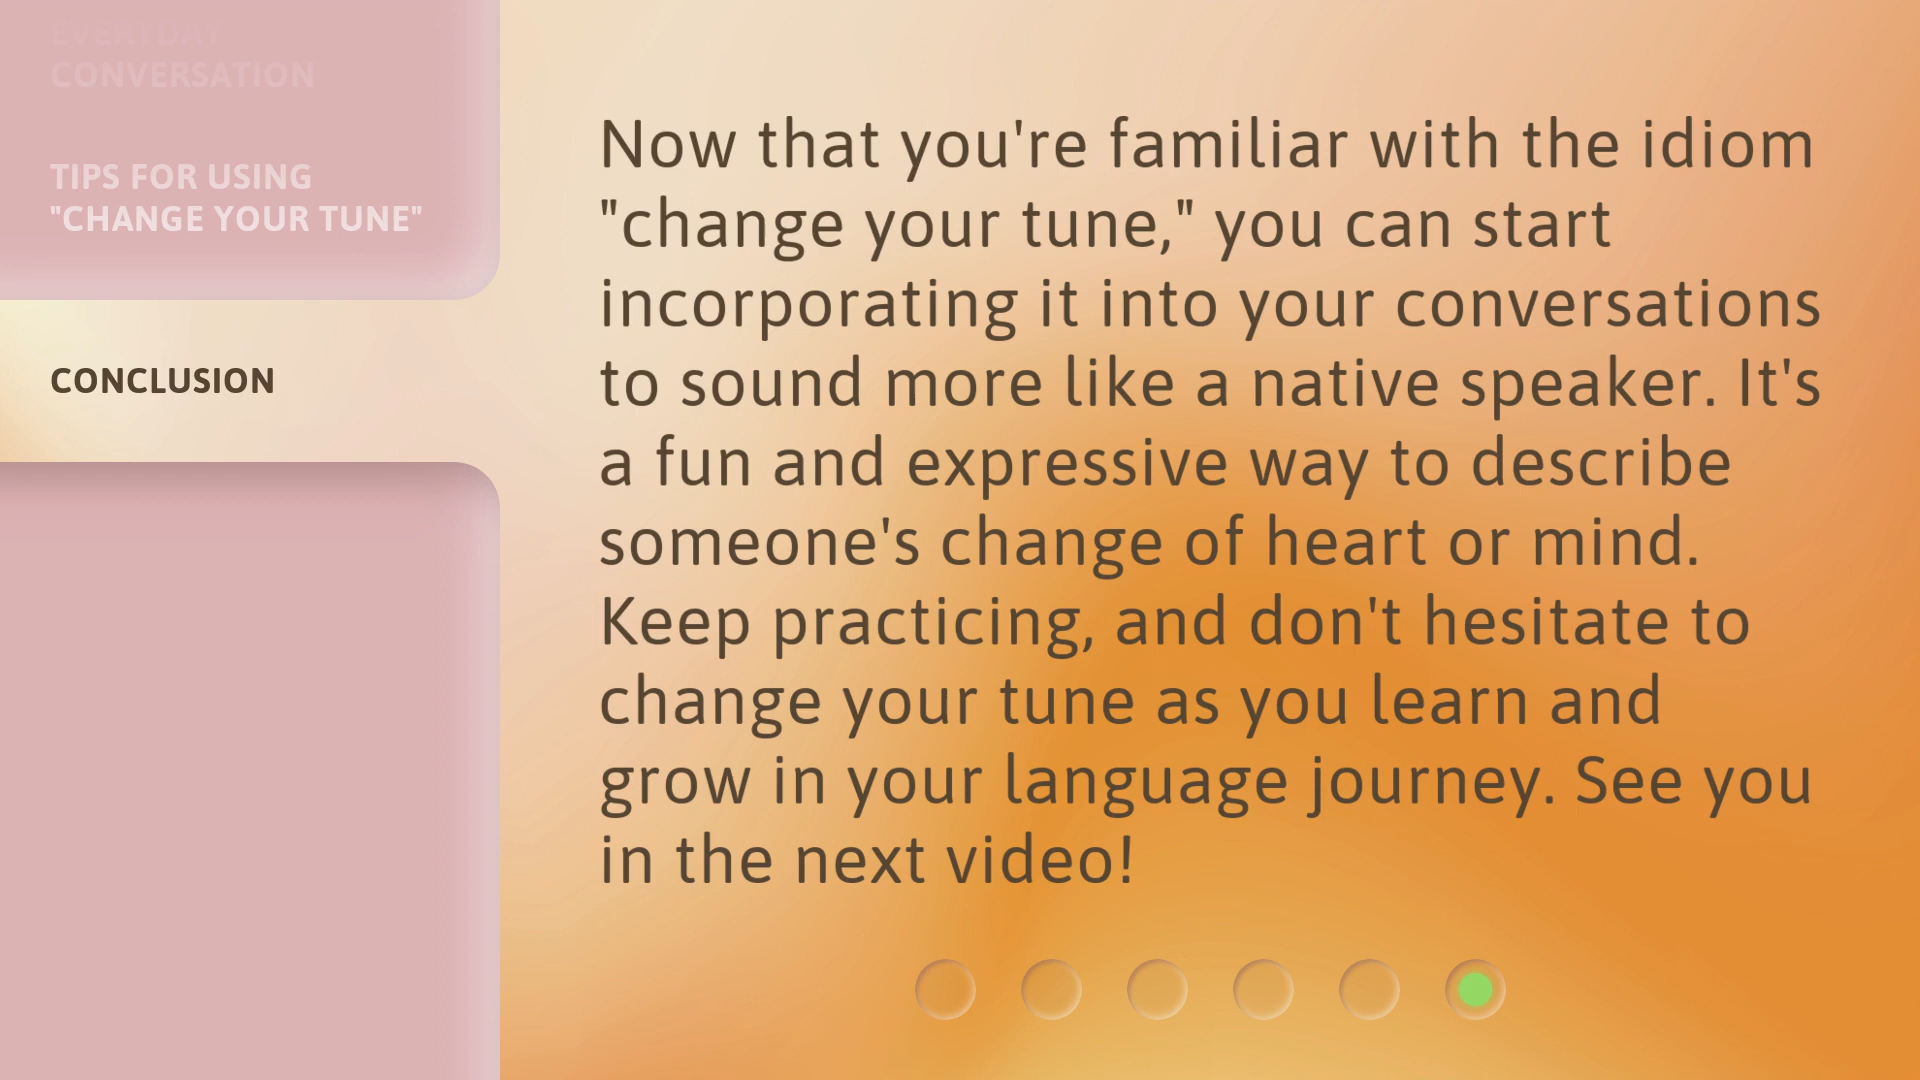 EVERYDAY
CONVERSATION
TIPS FOR USING
"CHANGE YOUR TUNE"
CONCLUSION
Now that you're familiar with the idiom
"change your tune," you can start
incorporating it into your conversations
to sound more like a native speaker. It's
a fun and expressive way to describe
someone's change of heart or mind.
Keep practicing, and don't hesitate to
change your tune as you learn and
grow in your language journey. See you
in the next video!